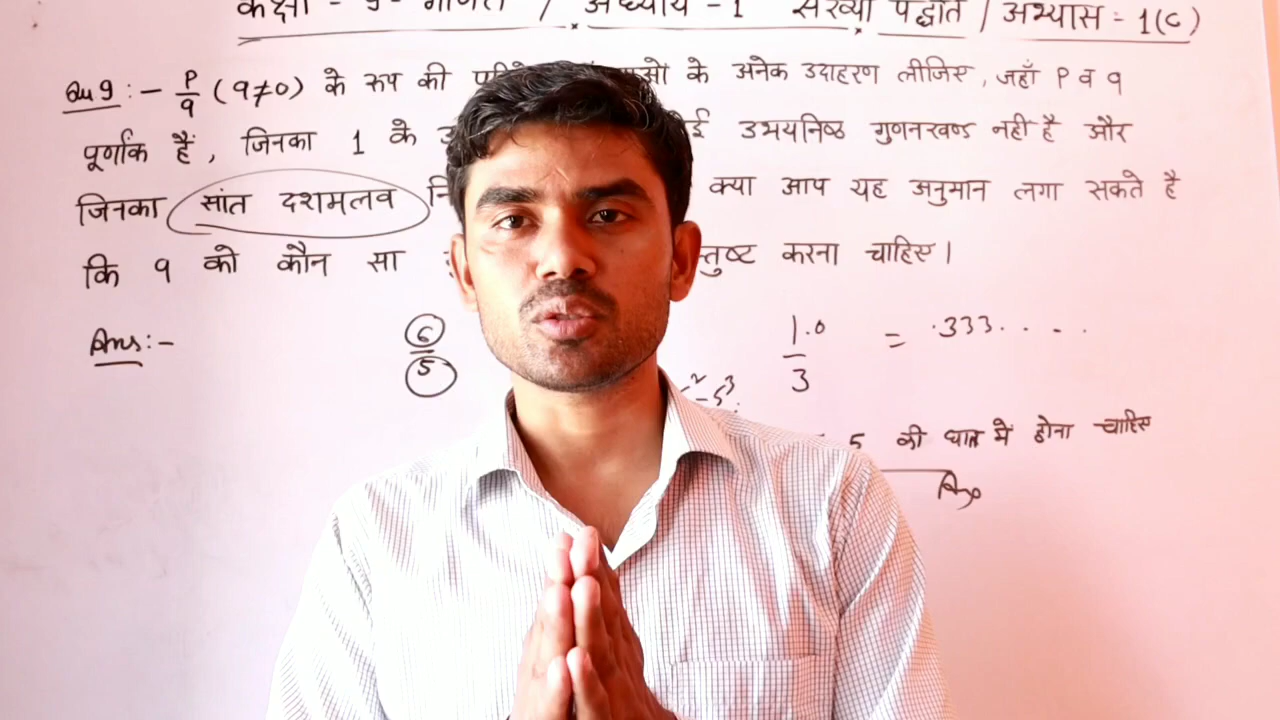 कक्षा - 9 - गणित / अध्याय - 1 संख्या पद्धति / अभ्यास = 1(C)
Qu 9 :- P/q (q≠0) के रूप की के अनेक उदाहरण लीजिए, जहाँ P व q
पूर्णांक हैं, जिनका 1 के उभयनिष्ठ गुणनखण्ड नही है और
जिनका सांत दशमलव क्या आप यह अनुमान लगा सकते है
कि q को कौन सा करना चाहिए।
Ans:- 6/5 1.0/3 = .333.....
5 की घात में होना चाहिए
Ans